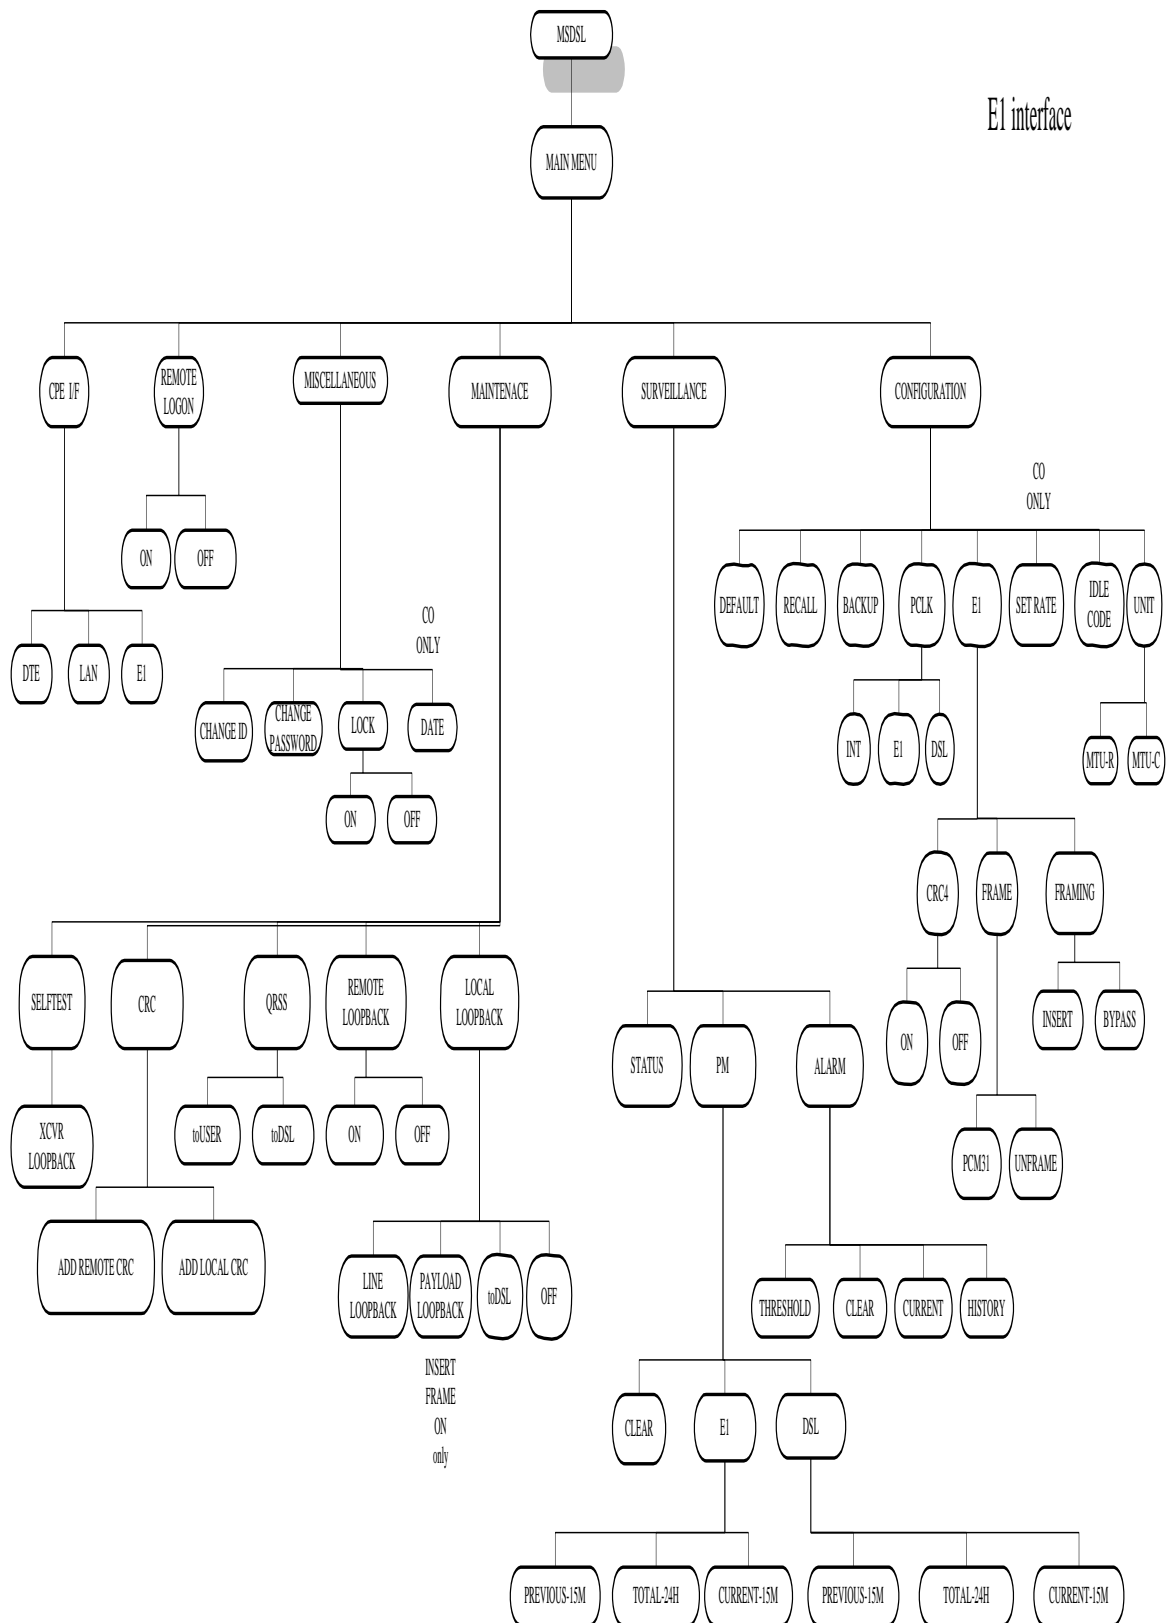 MSDSL
E1 interface
MAIN MENU
CPE I/F
REMOTE
LOGON
MISCELLANEOUS
MAINTENACE
SURVEILLANCE
CONFIGURATION
CO
ONLY
ON
OFF
DEFAULT
RECALL
BACKUP
PCLK
E1
SET RATE
IDLE
CODE
UNIT
CO
ONLY
DTE
LAN
E1
CHANGE ID
CHANGE
PASSWORD
LOCK
DATE
INT
E1
DSL
MTU-R
MTU-C
ON
OFF
CRC4
FRAME
FRAMING
SELFTEST
CRC
QRSS
REMOTE
LOOPBACK
LOCAL
LOOPBACK
INSERT
BYPASS
ON
OFF
STATUS
PM
ALARM
XCVR
LOOPBACK
toUSER
toDSL
ON
OFF
PCM31
UNFRAME
ADD REMOTE CRC
ADD LOCAL CRC
LINE
LOOPBACK
PAYLOAD
LOOPBACK
toDSL
OFF
THRESHOLD
CLEAR
CURRENT
HISTORY
INSERT
FRAME
ON
only
CLEAR
E1
DSL
PREVIOUS-15M
TOTAL-24H
CURRENT-15M
PREVIOUS-15M
TOTAL-24H
CURRENT-15M